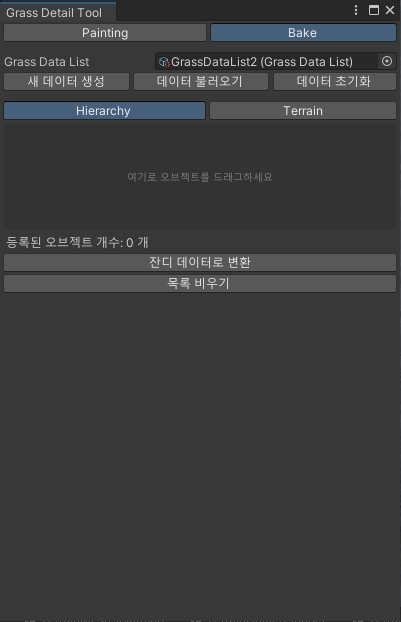 Grass Detail Tool
Painting Bake
Grass Data List GrassDataList2 (Grass Data List)
새 데이터 생성 데이터 불러오기 데이터 초기화
Hierarchy Terrain
여기로 오브젝트를 드래그하세요
등록된 오브젝트 개수: 0 개
잔디 데이터로 변환
목록 비우기